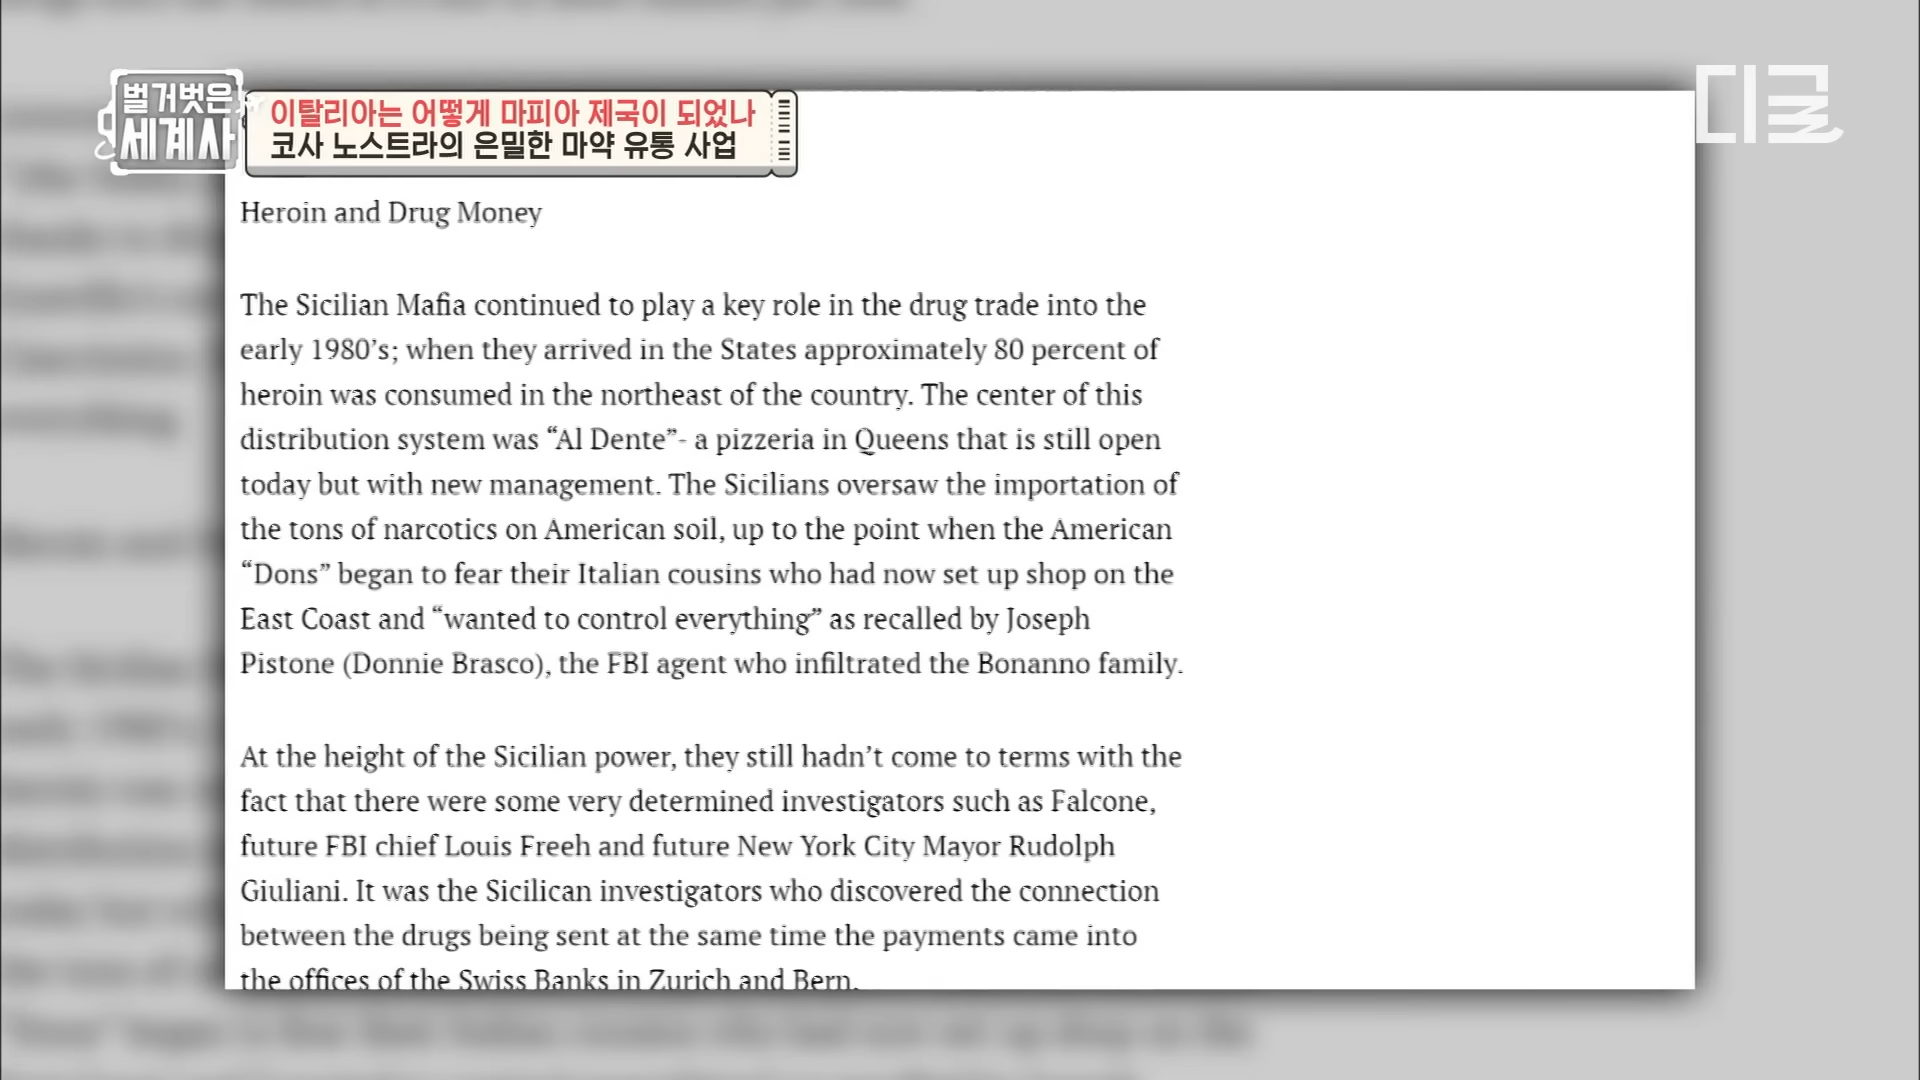 벌거벗은
세계사
이탈리아는 어떻게 마피아 제국이 되었나
코사 노스트라의 은밀한 마약 유통 사업
디글
Heroin and Drug Money
The Sicilian Mafia continued to play a key role in the drug trade into the
early 1980’s; when they arrived in the States approximately 80 percent of
heroin was consumed in the northeast of the country. The center of this
distribution system was “Al Dente”- a pizzeria in Queens that is still open
today but with new management. The Sicilians oversaw the importation of
the tons of narcotics on American soil, up to the point when the American
“Dons” began to fear their Italian cousins who had now set up shop on the
East Coast and “wanted to control everything” as recalled by Joseph
Pistone (Donnie Brasco), the FBI agent who infiltrated the Bonanno family.
At the height of the Sicilian power, they still hadn’t come to terms with the
fact that there were some very determined investigators such as Falcone,
future FBI chief Louis Freeh and future New York City Mayor Rudolph
Giuliani. It was the Sicilican investigators who discovered the connection
between the drugs being sent at the same time the payments came into
the offices of the Swiss Banks in Zurich and Bern.